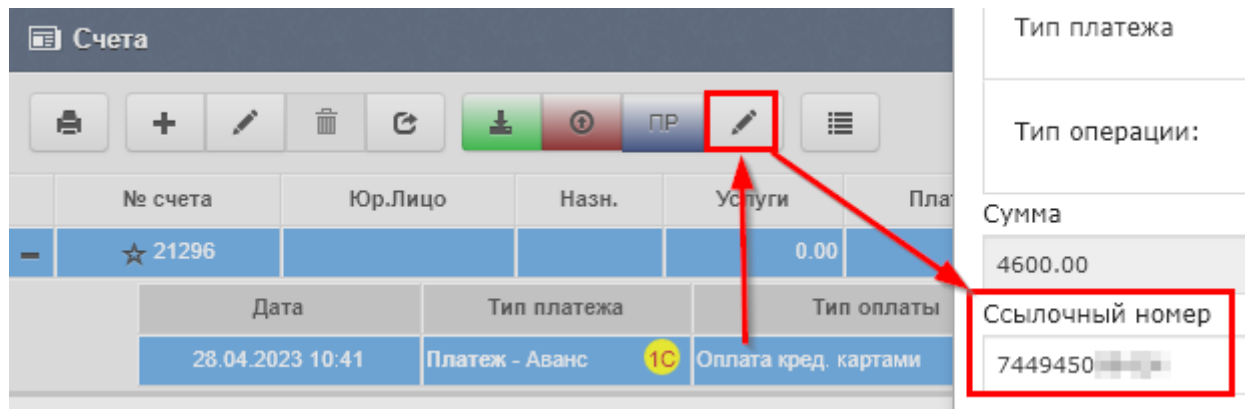 Счета
ПР
№ счета Юр.Лицо Назн. Услуги Плат
21296 0.00
Дата Тип платежа Тип оплаты
28.04.2023 10:41 Платеж - Аванс 1С Оплата кред. картами
Тип платежа
Тип операции:
Сумма
4600.00
Ссылочный номер
7449450